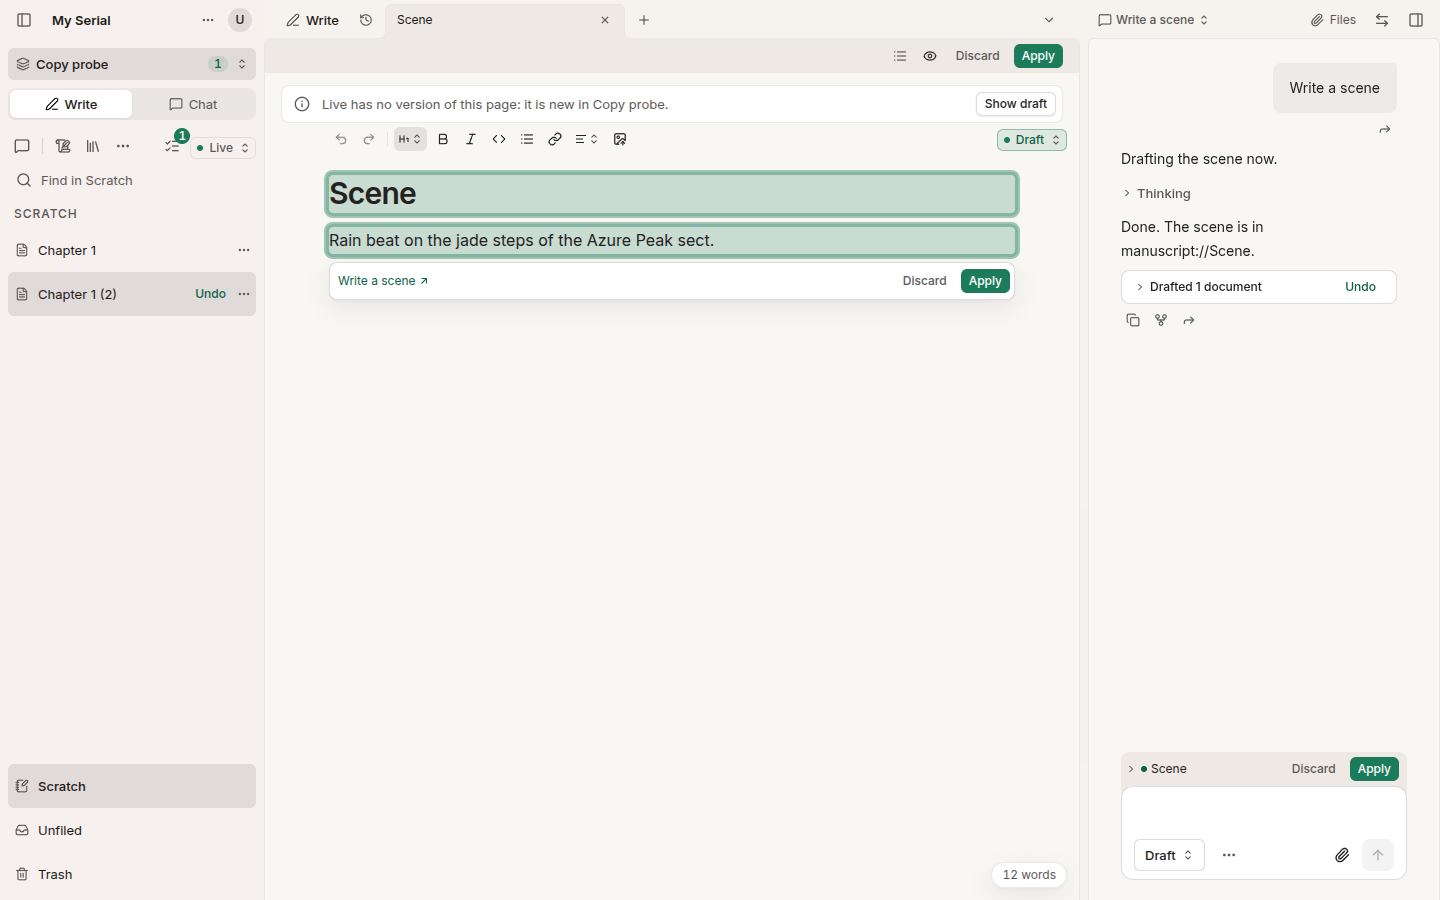 My Serial
U
Copy probe
1
Write
Chat
1
Live
Find in Scratch
SCRATCH
Chapter 1
Chapter 1 (2)
Undo
Scratch
Unfiled
Trash
Write
Scene
Discard
Apply
Live has no version of this page: it is new in Copy probe.
Show draft
H1
B
I
Draft
Scene
Rain beat on the jade steps of the Azure Peak sect.
Write a scene
Discard
Apply
12 words
Write a scene
Files
Write a scene
Drafting the scene now.
Thinking
Done. The scene is in
manuscript://Scene.
Drafted 1 document
Undo
Scene
Discard
Apply
Draft